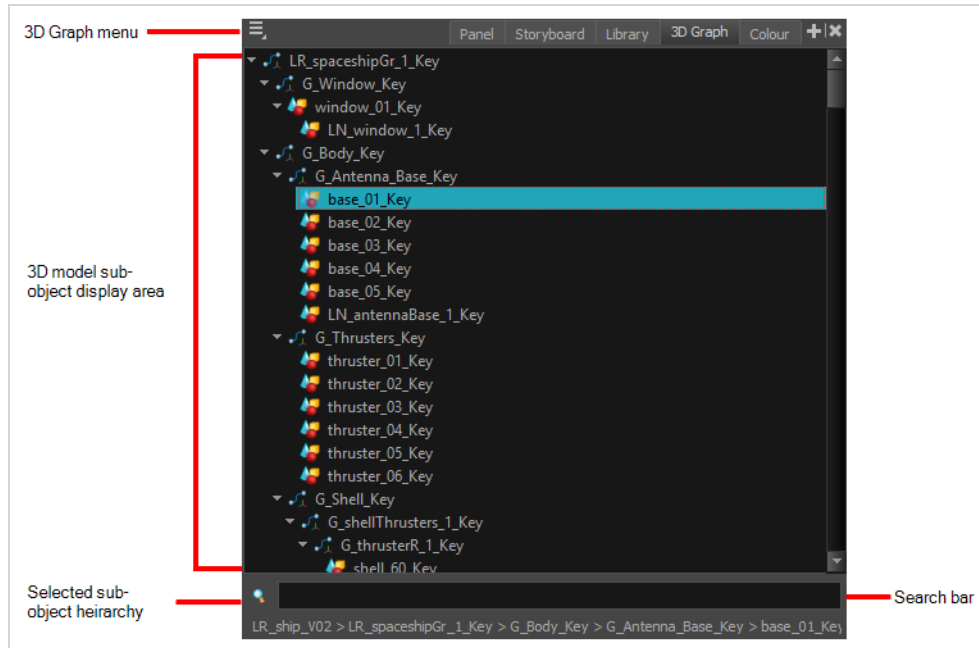 3D Graph menu
Panel Storyboard Library 3D Graph Colour
LR_spaceshipGr_1_Key
G_Window_Key
window_01_Key
LN_window_1_Key
G_Body_Key
G_Antenna_Base_Key
base_01_Key
base_02_Key
base_03_Key
base_04_Key
base_05_Key
LN_antennaBase_1_Key
G_Thrusters_Key
thruster_01_Key
thruster_02_Key
thruster_03_Key
thruster_04_Key
thruster_05_Key
thruster_06_Key
G_Shell_Key
G_shellThrusters_1_Key
G_thrusterR_1_Key
shell_60_Key
3D model sub-
object display area
Selected sub-
object heirarchy
Search bar
LR_ship_V02 > LR_spaceshipGr_1_Key > G_Body_Key > G_Antenna_Base_Key > base_01_Key